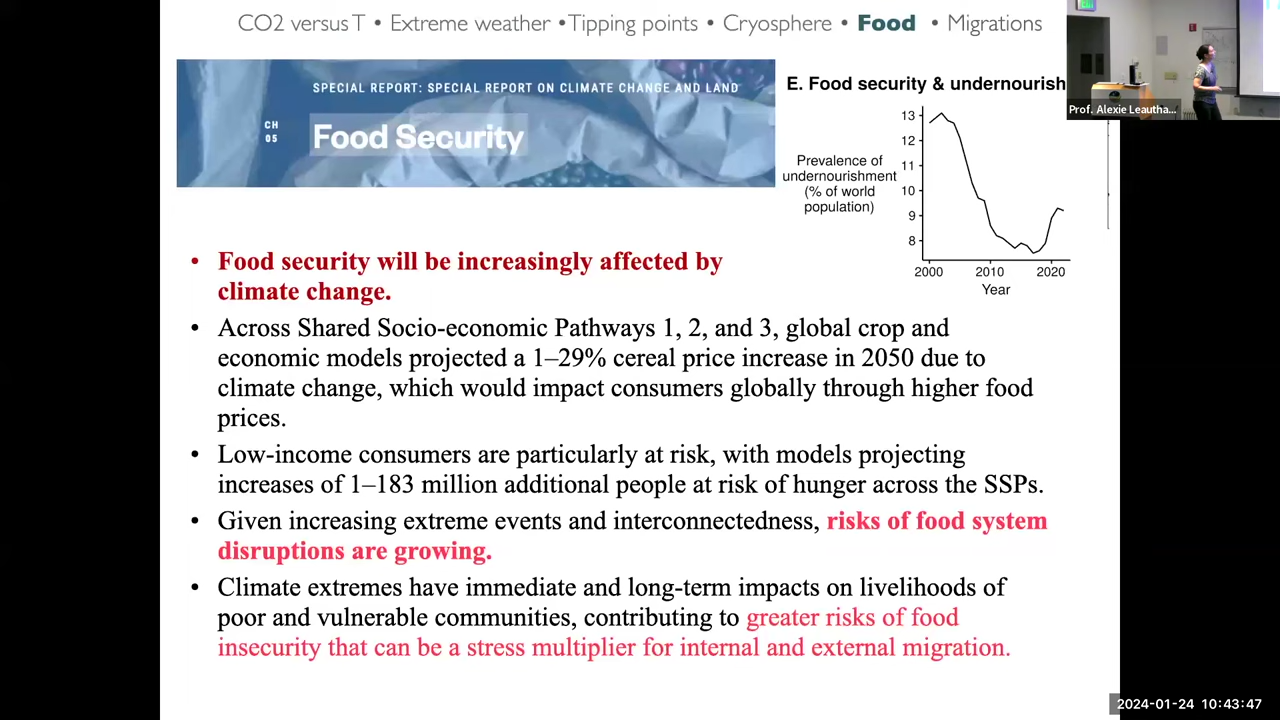 CO2 versus T • Extreme weather •Tipping points • Cryosphere • Food • Migrations
SPECIAL REPORT: SPECIAL REPORT ON CLIMATE CHANGE AND LAND
CH
05
Food Security
E. Food security & undernourish
Prevalence of
undernourishment
(% of world
population)
13
12
11
10
9
8
2000 2010 2020
Year
Prof. Alexie Leautha...
• Food security will be increasingly affected by
climate change.
• Across Shared Socio-economic Pathways 1, 2, and 3, global crop and
economic models projected a 1–29% cereal price increase in 2050 due to
climate change, which would impact consumers globally through higher food
prices.
• Low-income consumers are particularly at risk, with models projecting
increases of 1–183 million additional people at risk of hunger across the SSPs.
• Given increasing extreme events and interconnectedness, risks of food system
disruptions are growing.
• Climate extremes have immediate and long-term impacts on livelihoods of
poor and vulnerable communities, contributing to greater risks of food
insecurity that can be a stress multiplier for internal and external migration.
2024-01-24 10:43:47